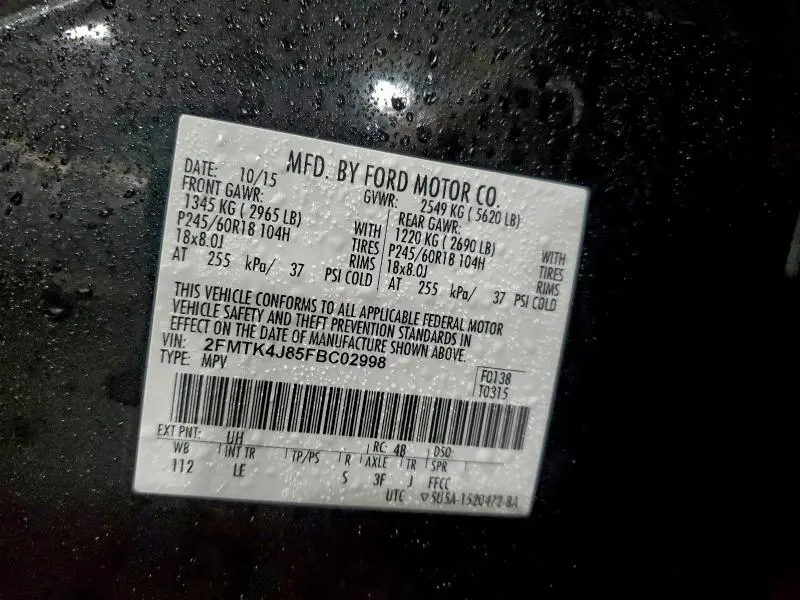 MFD. BY FORD MOTOR CO.
DATE: 10/15 GVWR: 2549 KG ( 5620 LB)
FRONT GAWR: REAR GAWR:
1345 KG ( 2965 LB) WITH 1220 KG ( 2690 LB) WITH
P245/60R18 104H TIRES P245/60R18 104H TIRES
18x8.0J RIMS 18x8.0J RIMS
AT 255 kPa/ 37 PSI COLD AT 255 kPa/ 37 PSI COLD
THIS VEHICLE CONFORMS TO ALL APPLICABLE FEDERAL MOTOR
VEHICLE SAFETY AND THEFT PREVENTION STANDARDS IN
EFFECT ON THE DATE OF MANUFACTURE SHOWN ABOVE.
VIN: 2FMTK4J85FBC02998
TYPE: MPV
F0138
T0315
EXT PNT: UH RC: 48 DSO:
WB INT TR TP/PS R AXLE TR SPR
112 LE S 3F J FFCC
UTC ▽5U5A-1520472-BA